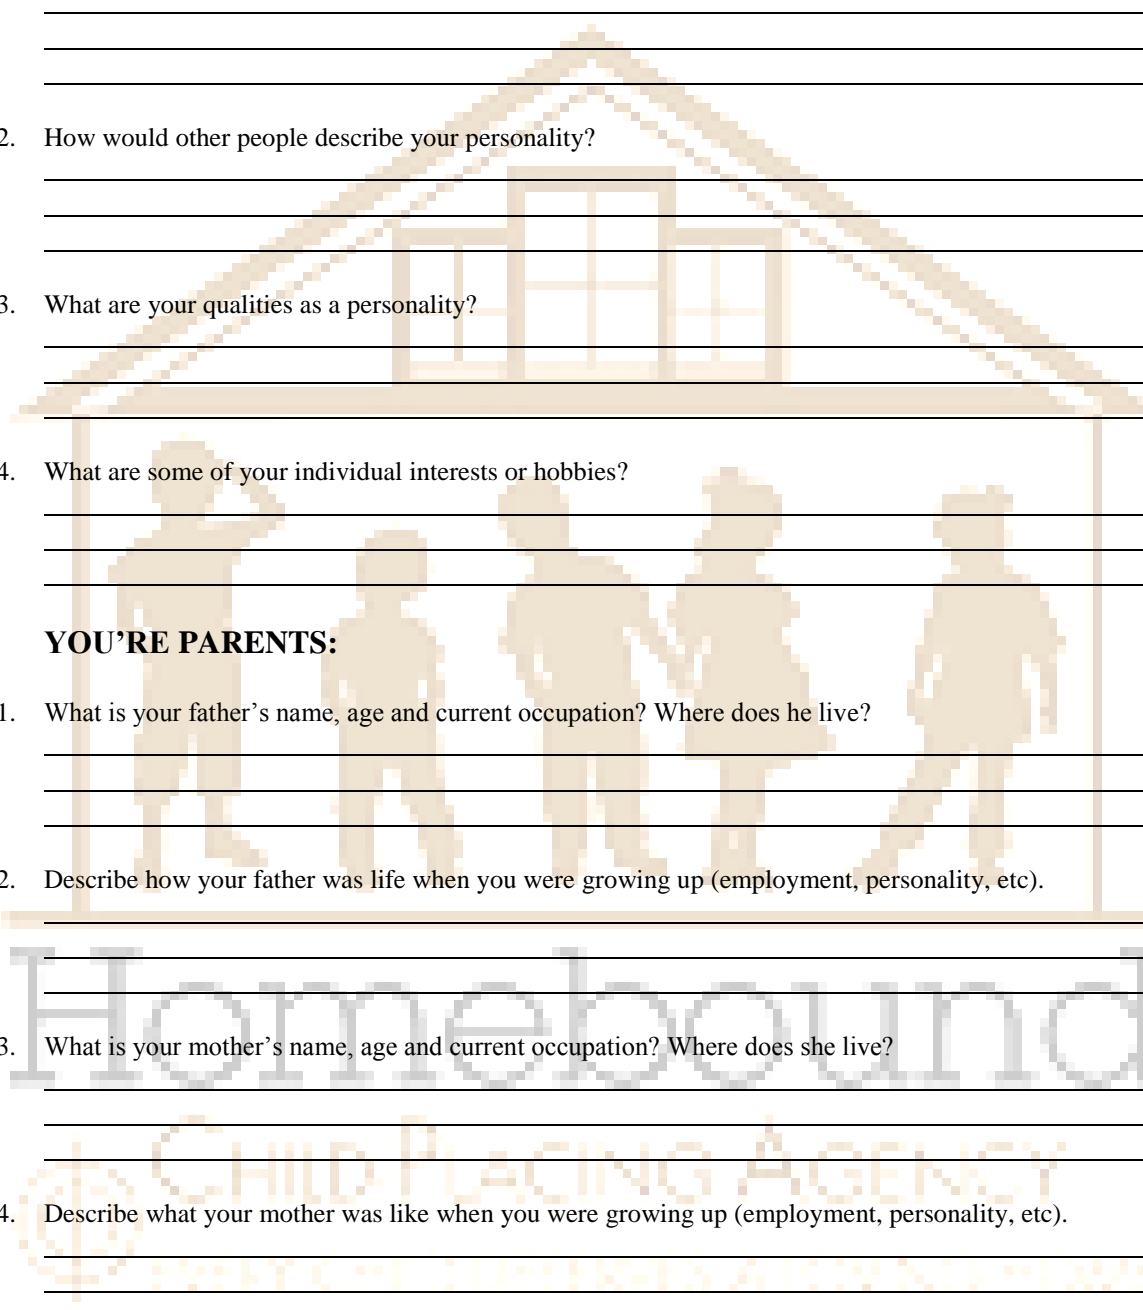 2. How would other people describe your personality?
3. What are your qualities as a personality?
4. What are some of your individual interests or hobbies?
YOU’RE PARENTS:
1. What is your father’s name, age and current occupation? Where does he live?
2. Describe how your father was life when you were growing up (employment, personality, etc).
Homebound
3. What is your mother’s name, age and current occupation? Where does she live?
CHILD PLACING AGENCY
4. Describe what your mother was like when you were growing up (employment, personality, etc).